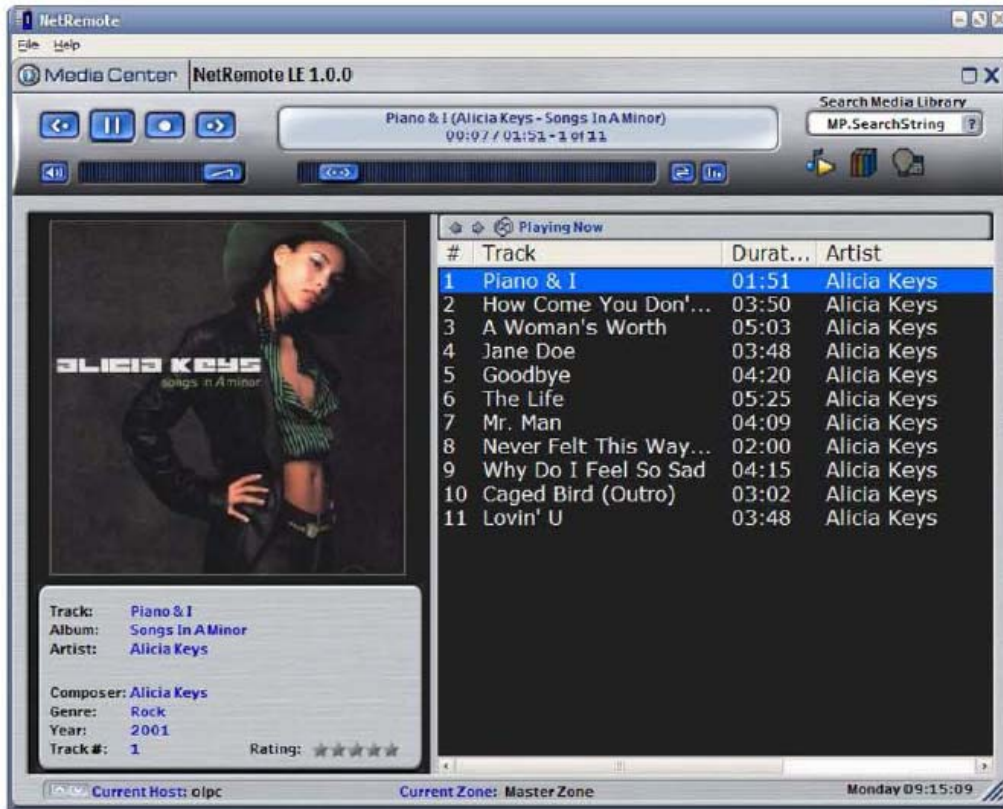 NetRemote
File Help
Media Center NetRemote LE 1.0.0
Piano & I (Alicia Keys - Songs In A Minor)
00:07 / 01:51 - 1 of 11
Search Media Library
MP.SearchString ?
ALICIA KEYS
songs in A minor
Playing Now
# Track Durat... Artist
1 Piano & I 01:51 Alicia Keys
2 How Come You Don'... 03:50 Alicia Keys
3 A Woman's Worth 05:03 Alicia Keys
4 Jane Doe 03:48 Alicia Keys
5 Goodbye 04:20 Alicia Keys
6 The Life 05:25 Alicia Keys
7 Mr. Man 04:09 Alicia Keys
8 Never Felt This Way... 02:00 Alicia Keys
9 Why Do I Feel So Sad 04:15 Alicia Keys
10 Caged Bird (Outro) 03:02 Alicia Keys
11 Lovin' U 03:48 Alicia Keys
Track: Piano & I
Album: Songs In A Minor
Artist: Alicia Keys
Composer: Alicia Keys
Genre: Rock
Year: 2001
Track #: 1 Rating:
Current Host: olpc Current Zone: Master Zone Monday 09:15:09